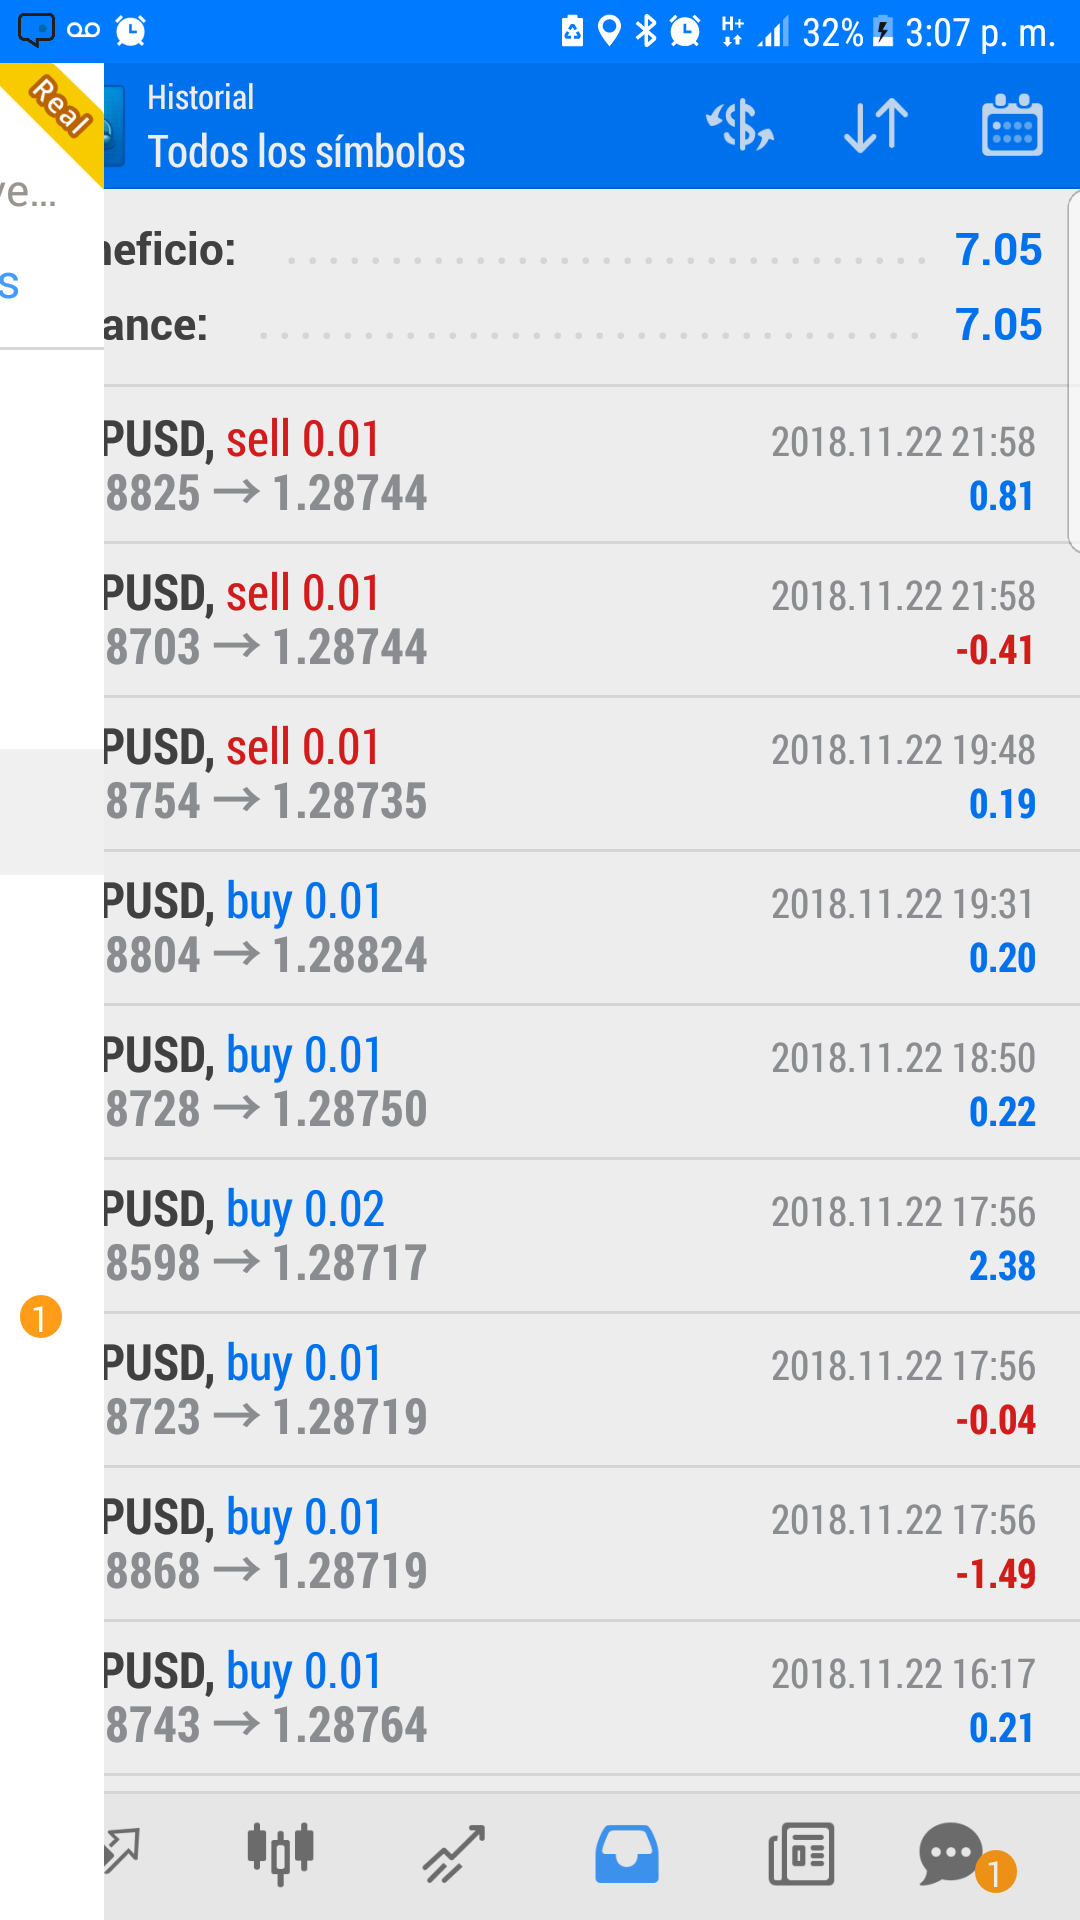 32% 3:07 p. m.
Real
Historial
Todos los símbolos
ve...
s
neficio: 7.05
ance: 7.05
PUSD, sell 0.01 2018.11.22 21:58
8825 → 1.28744 0.81
PUSD, sell 0.01 2018.11.22 21:58
8703 → 1.28744 -0.41
PUSD, sell 0.01 2018.11.22 19:48
8754 → 1.28735 0.19
PUSD, buy 0.01 2018.11.22 19:31
8804 → 1.28824 0.20
PUSD, buy 0.01 2018.11.22 18:50
8728 → 1.28750 0.22
PUSD, buy 0.02 2018.11.22 17:56
8598 → 1.28717 2.38
1
PUSD, buy 0.01 2018.11.22 17:56
8723 → 1.28719 -0.04
PUSD, buy 0.01 2018.11.22 17:56
8868 → 1.28719 -1.49
PUSD, buy 0.01 2018.11.22 16:17
8743 → 1.28764 0.21
1